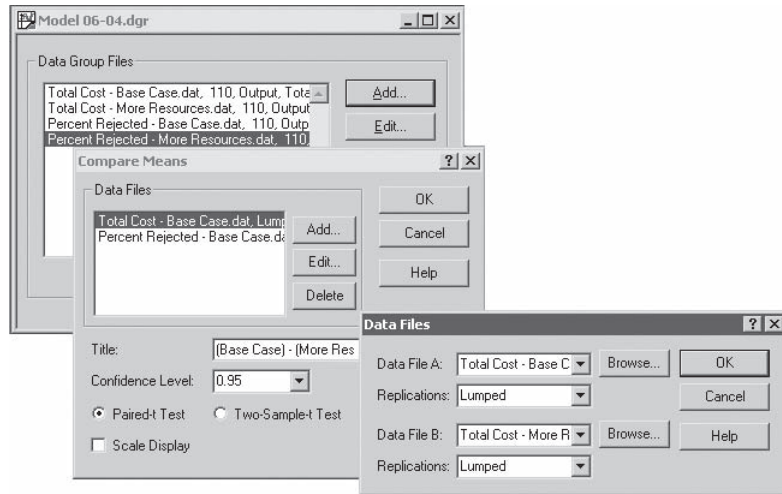 Model 06-04.dgr
Data Group Files
Total Cost - Base Case.dat, 110, Output, Tota
Total Cost - More Resources.dat, 110, Output
Percent Rejected - Base Case.dat, 110, Outp
Percent Rejected - More Resources.dat, 110,
Add...
Edit...
Compare Means
Data Files
Total Cost - Base Case.dat, Lump
Percent Rejected - Base Case.da
Add...
Edit...
Delete
OK
Cancel
Help
Title: (Base Case) - (More Res
Confidence Level: 0.95
Paired-t Test Two-Sample-t Test
Scale Display
Data Files
Data File A: Total Cost - Base C Browse... OK
Replications: Lumped Cancel
Data File B: Total Cost - More R Browse... Help
Replications: Lumped